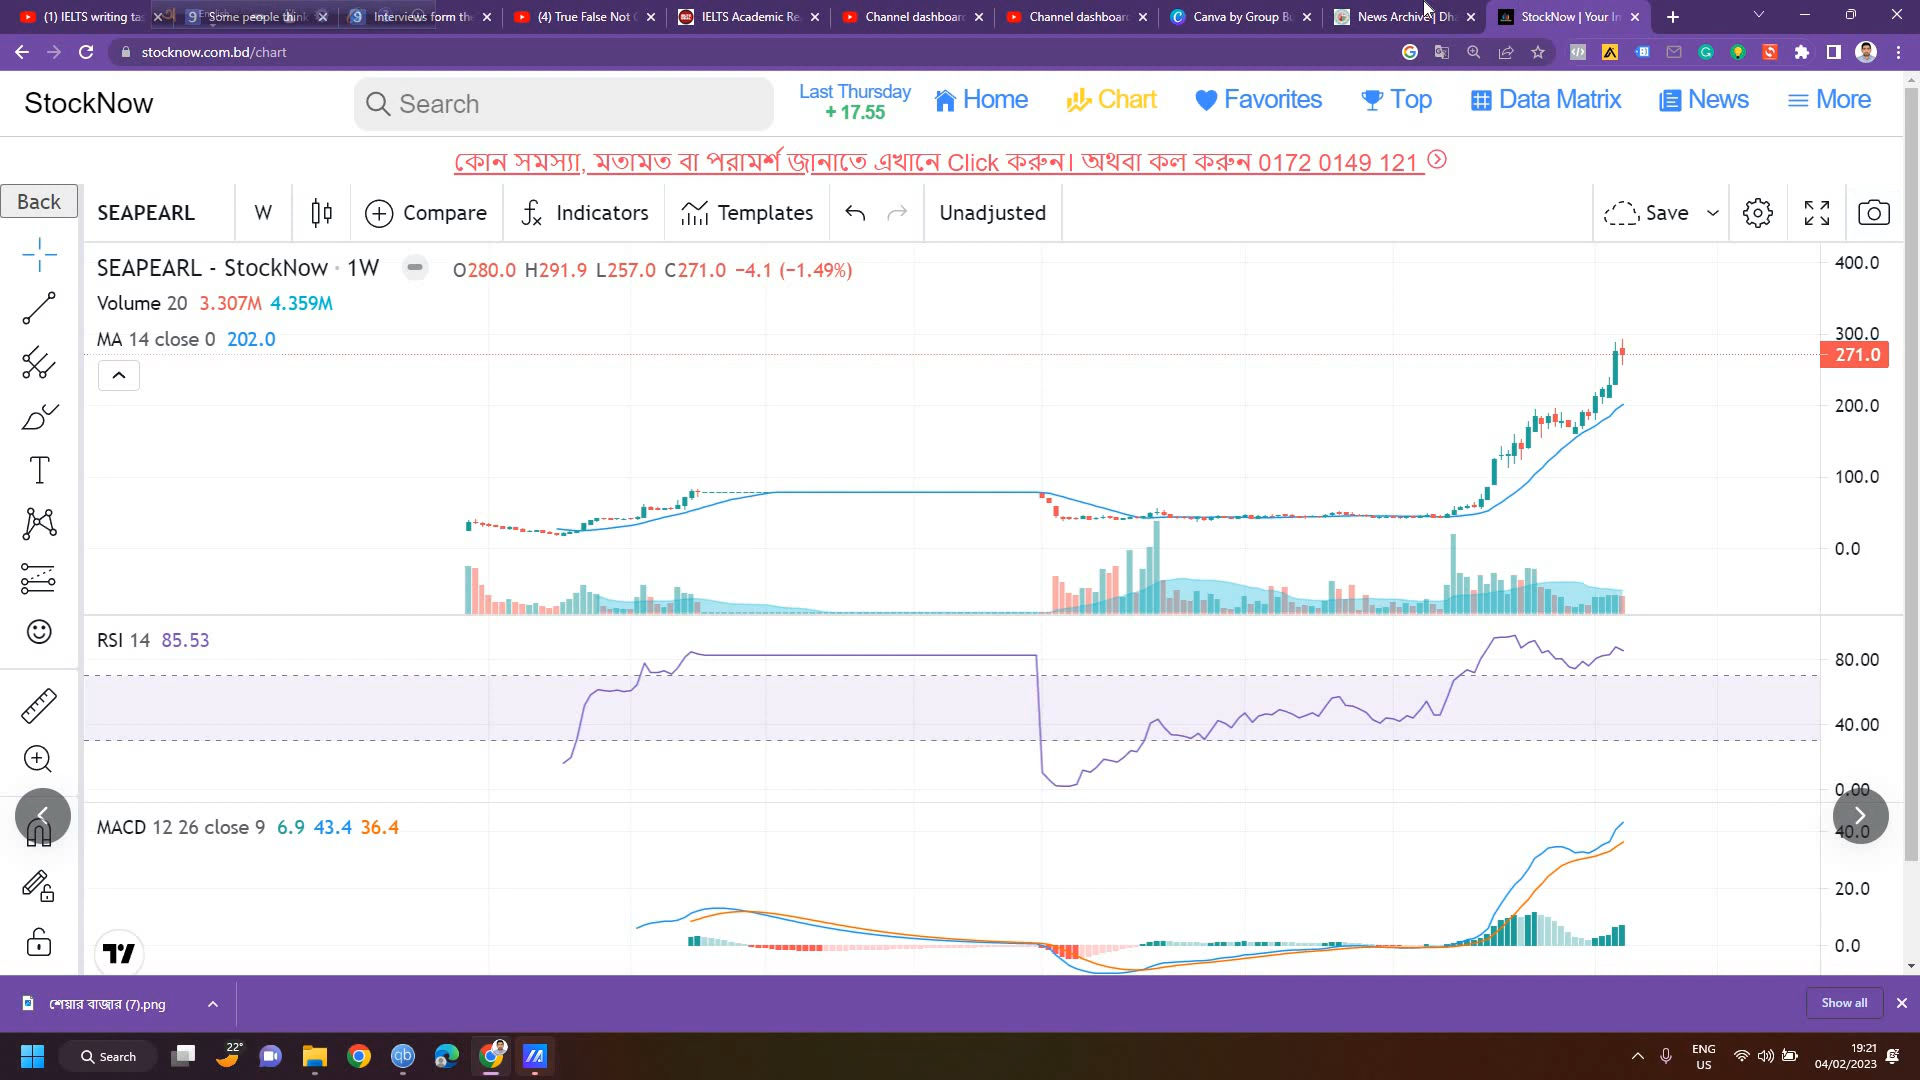 (1) IELTS writing ta
Some people think
Interviews form the
(4) True False Not G
IELTS Academic Re
Channel dashboard
Channel dashboard
Canva by Group Bu
News Archive | Dha
StockNow | Your In
stocknow.com.bd/chart
StockNow
Search
Last Thursday
+ 17.55
Home
Chart
Favorites
Top
Data Matrix
News
More
কোন সমস্যা, মতামত বা পরামর্শ জানাতে এখানে Click করুন। অথবা কল করুন 0172 0149 121
Back
SEAPEARL
W
Compare
Indicators
Templates
Unadjusted
Save
SEAPEARL - StockNow · 1W
O280.0 H291.9 L257.0 C271.0 −4.1 (−1.49%)
Volume 20 3.307M 4.359M
MA 14 close 0 202.0
400.0
300.0
271.0
200.0
100.0
0.0
RSI 14 85.53
80.00
40.00
0.00
MACD 12 26 close 9 6.9 43.4 36.4
40.0
20.0
0.0
শেয়ার বাজার (7).png
Show all
Search
22°
ENG
US
19:21
04/02/2023